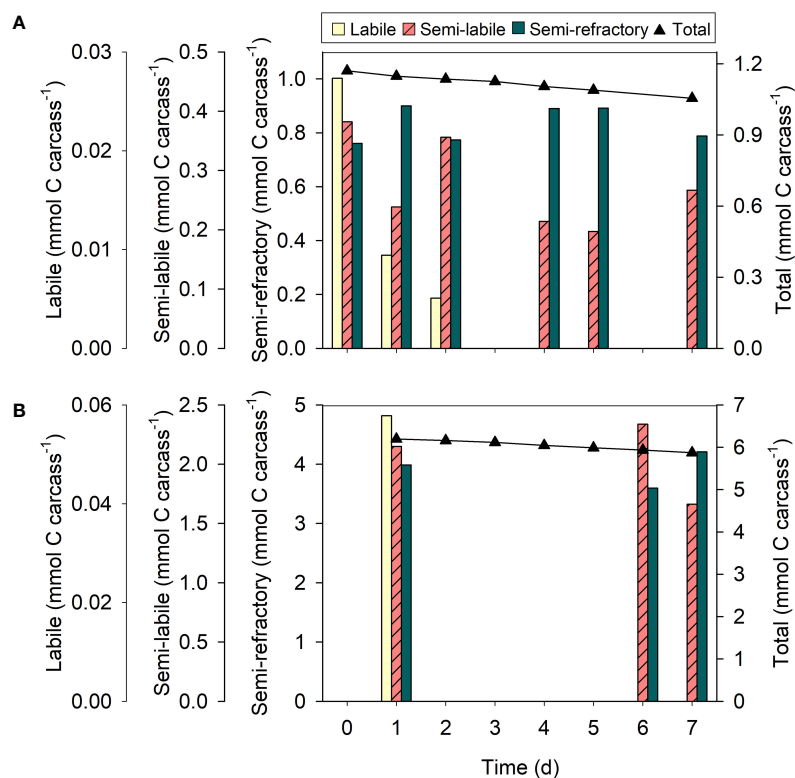 A
Labile Semi-labile Semi-refractory Total
0.03 0.5 1.0 1.2
0.02 0.4 0.8 0.9
0.3 0.6 0.6
0.01 0.2 0.4 0.3
0.1 0.2
0.00 0.0 0.0 0.0
Labile (mmol C carcass⁻¹)
Semi-labile (mmol C carcass⁻¹)
Semi-refractory (mmol C carcass⁻¹)
Total (mmol C carcass⁻¹)
B
0.06 2.5 5 7
0.04 2.0 4 6
1.5 3 5
0.02 1.0 2 4
0.5 1 3
0.00 0.0 0 2
1
0
Labile (mmol C carcass⁻¹)
Semi-labile (mmol C carcass⁻¹)
Semi-refractory (mmol C carcass⁻¹)
Total (mmol C carcass⁻¹)
0 1 2 3 4 5 6 7
Time (d)